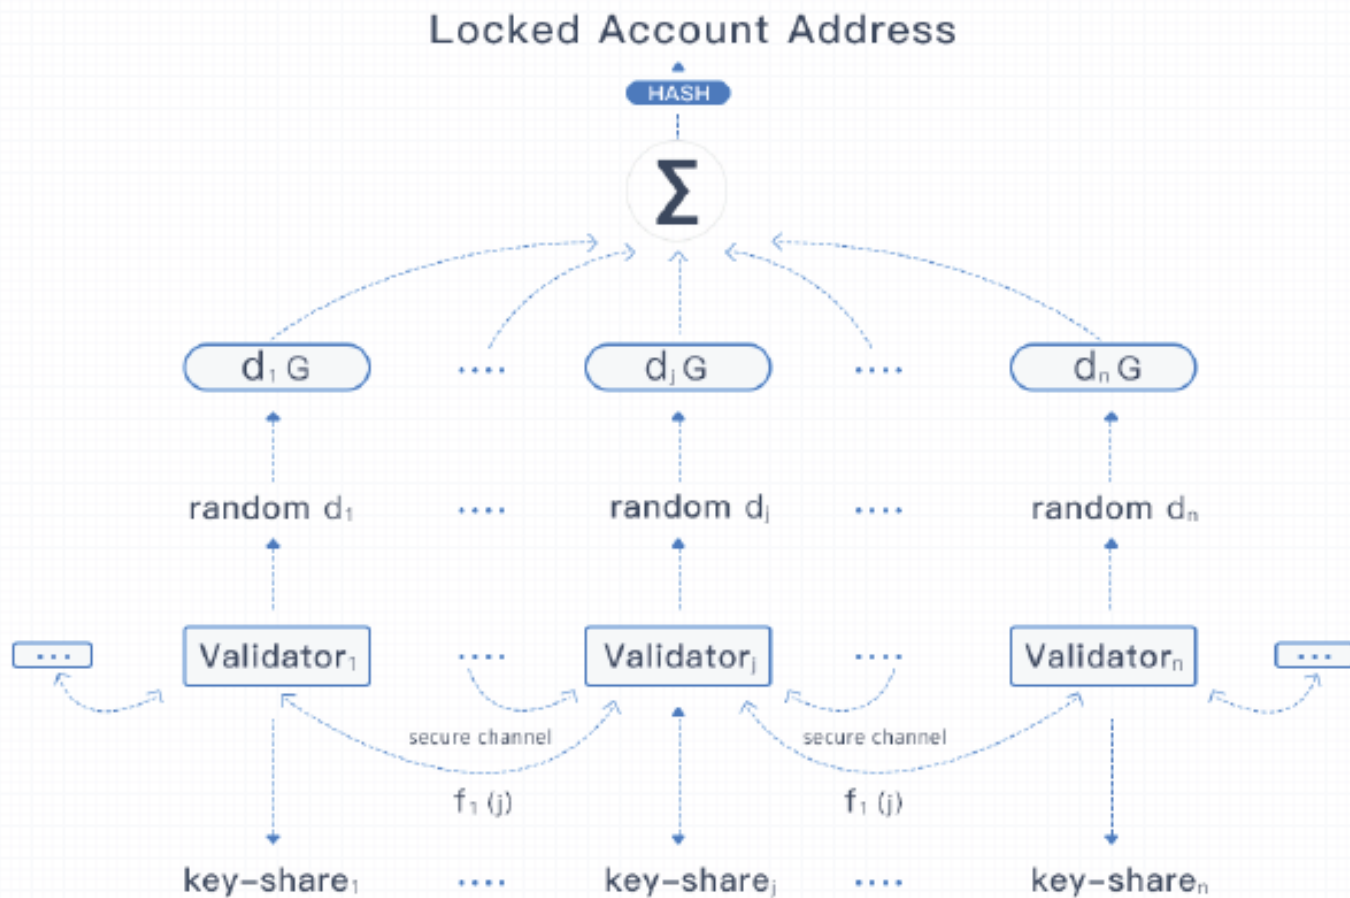 Locked Account Address
HASH
Σ
d₁ G .... dⱼ G .... dₙ G
random d₁ .... random dⱼ .... random dₙ
... Validator₁ .... Validatorⱼ .... Validatorₙ ...
secure channel secure channel
f₁ (j) f₁ (j)
key-share₁ .... key-shareⱼ .... key-shareₙ